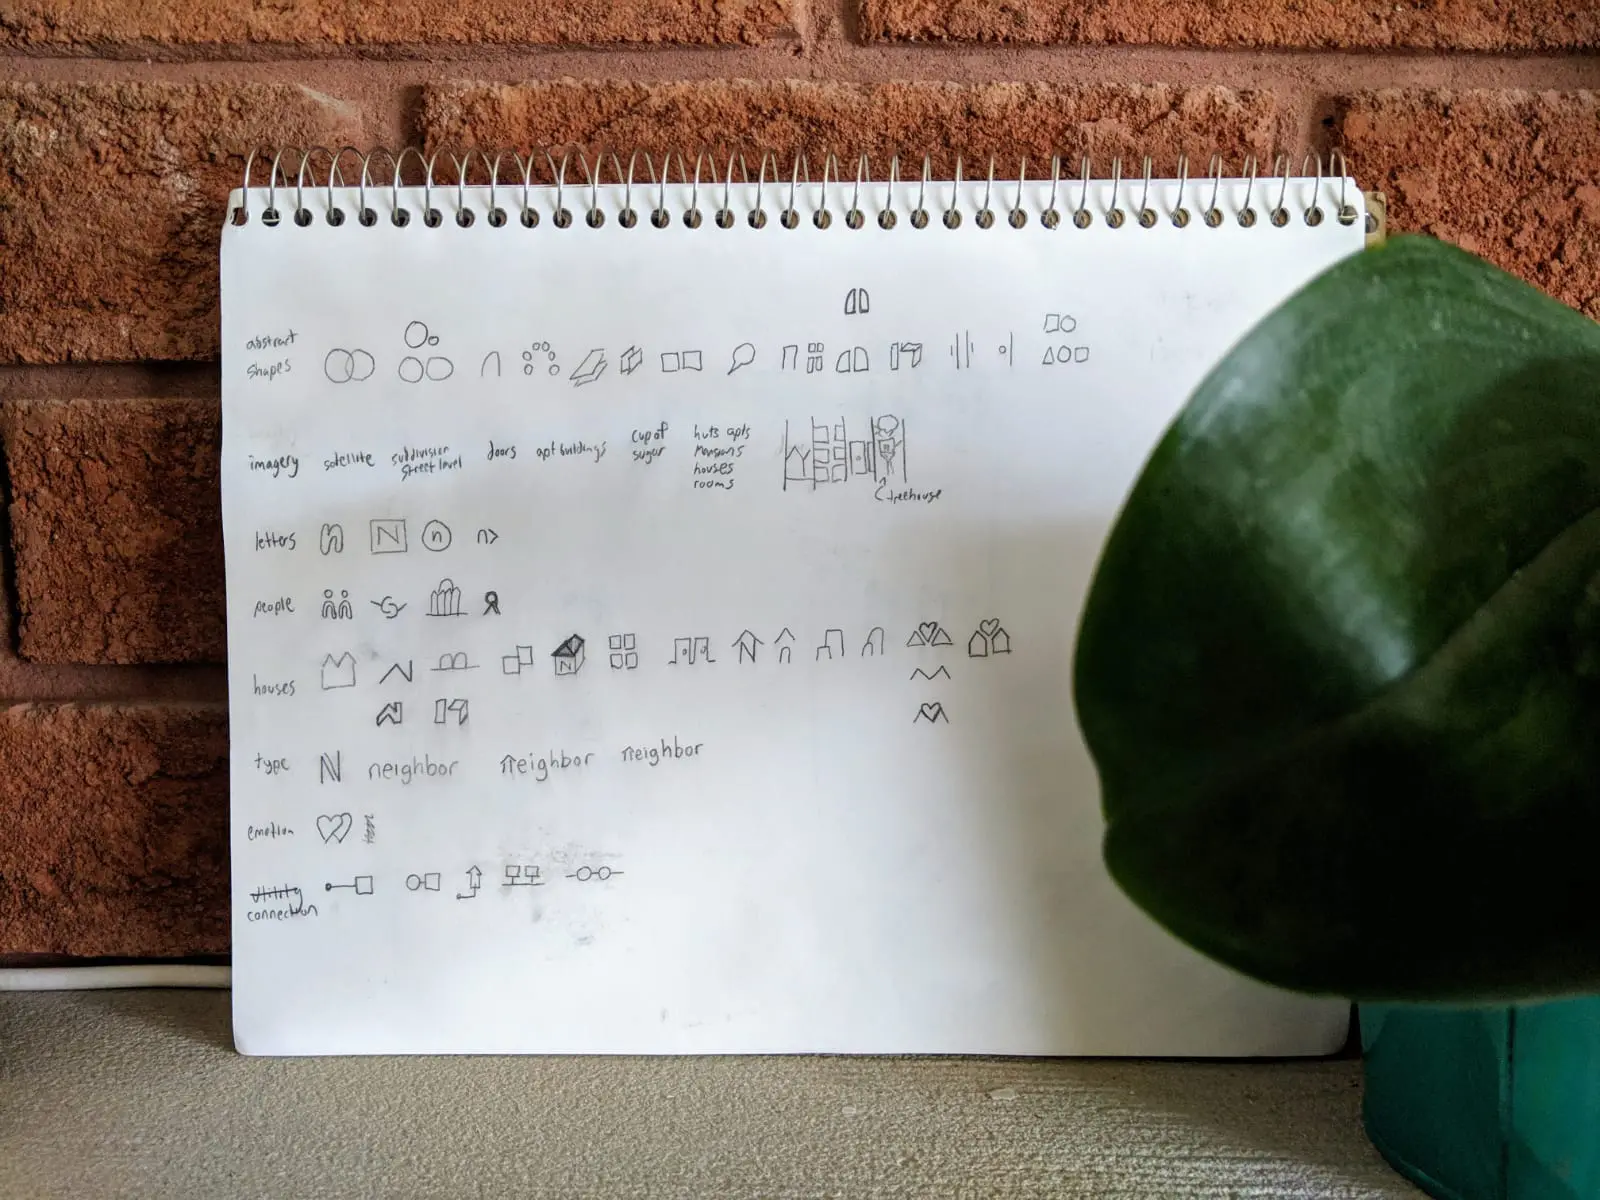 abstract
shapes
imagery satellite subdivision street level doors apt buildings cup of sugar huts apts mansions houses rooms
treehouse
letters n N n n>
people
houses N
type N neighbor neighbor neighbor
emotion
utility
connection